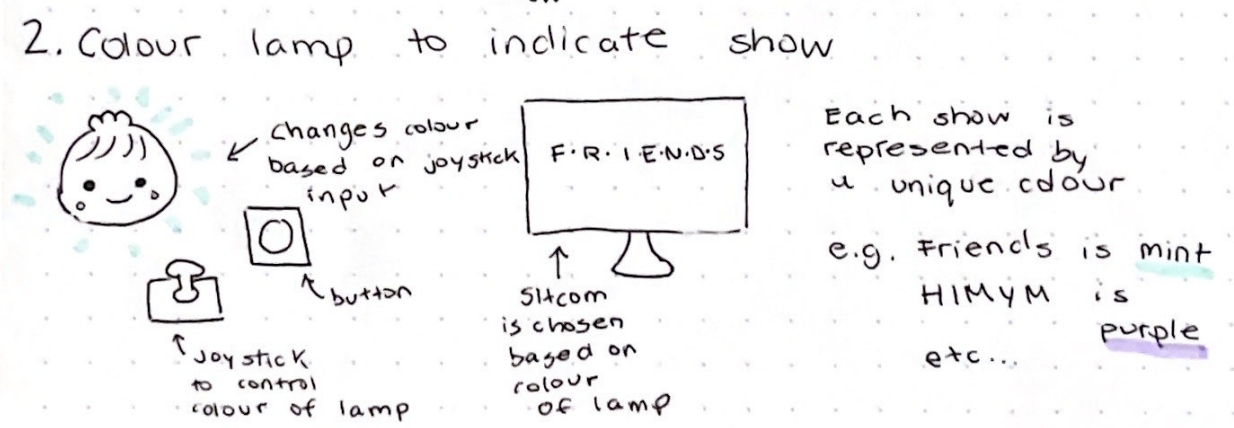 2. Colour lamp to indicate show
changes colour
based on joystick
input
button
Joystick
to control
colour of lamp
F·R·I·E·N·D·S
Sitcom
is chosen
based on
colour
of lamp
Each show is
represented by
a unique colour
e.g. Friends is mint
HIMYM is
purple
etc...